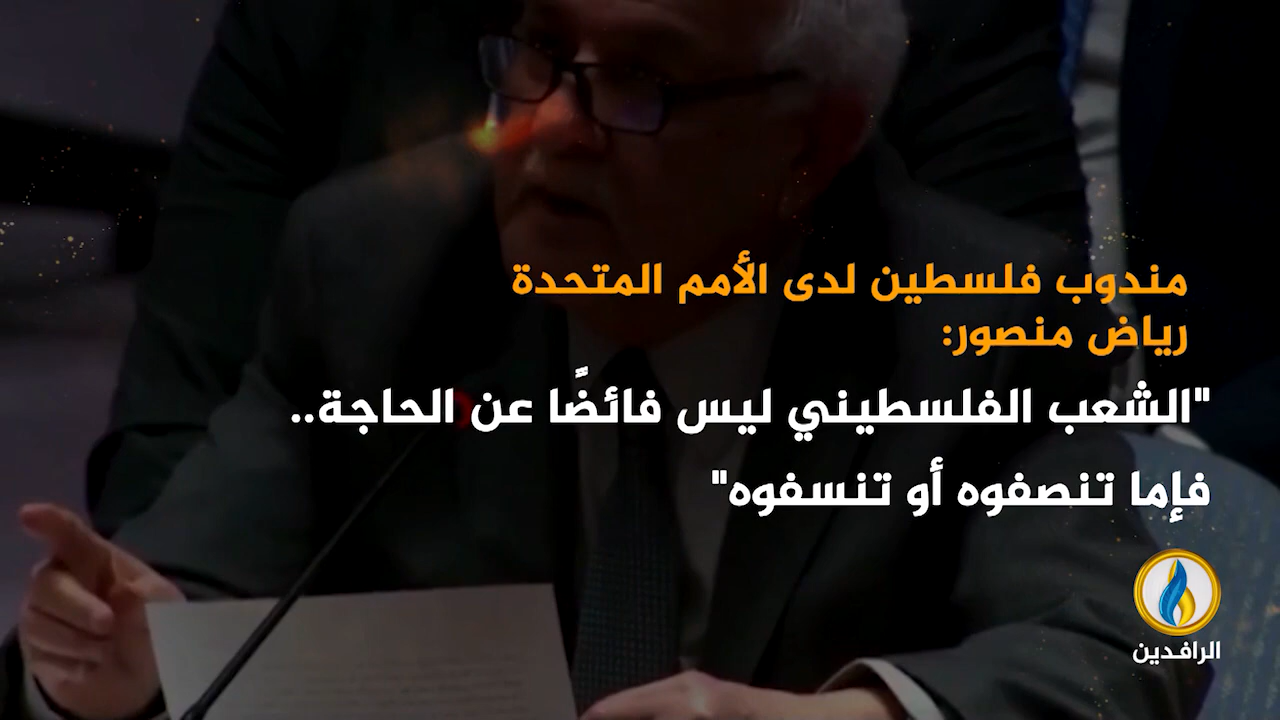 مندوب فلسطين لدى الأمم المتحدة
رياض منصور:
"الشعب الفلسطيني ليس فائضًا عن الحاجة..
فإما تنصفوه أو تنسفوه"
الرافدين